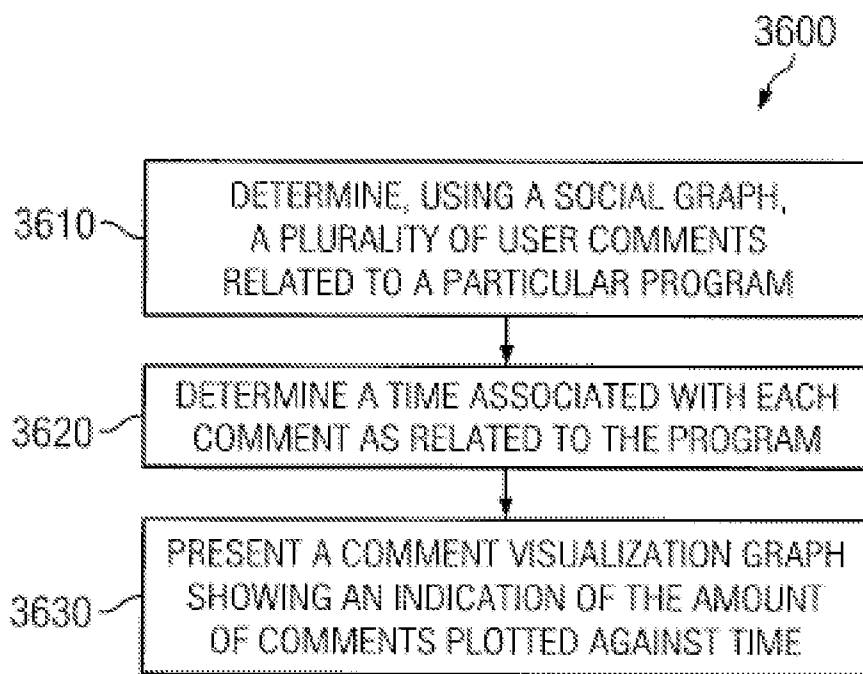 3600
3610
DETERMINE, USING A SOCIAL GRAPH,
A PLURALITY OF USER COMMENTS
RELATED TO A PARTICULAR PROGRAM
3620
DETERMINE A TIME ASSOCIATED WITH EACH
COMMENT AS RELATED TO THE PROGRAM
3630
PRESENT A COMMENT VISUALIZATION GRAPH
SHOWING AN INDICATION OF THE AMOUNT
OF COMMENTS PLOTTED AGAINST TIME